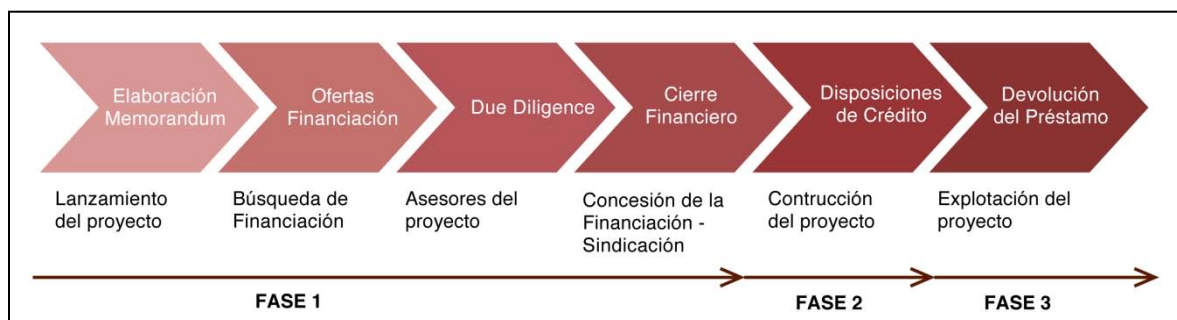 Elaboración
Memorandum
Ofertas
Financiación
Due Diligence
Cierre
Financiero
Disposiciones
de Crédito
Devolución
del Préstamo
Lanzamiento
del proyecto
Búsqueda de
Financiación
Asesores del
proyecto
Concesión de la
Financiación -
Sindicación
Contrucción
del proyecto
Explotación del
proyecto
FASE 1
FASE 2
FASE 3